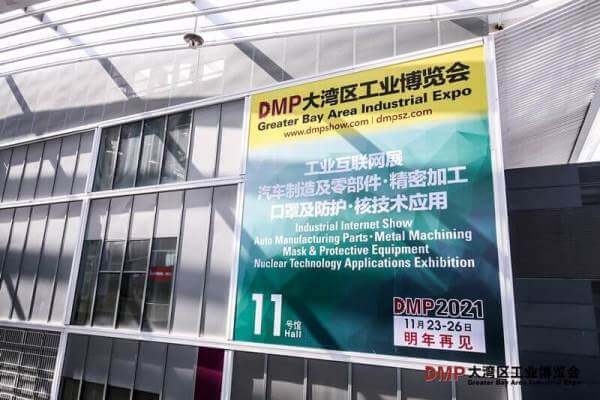 DMP大湾区工业博览会
Greater Bay Area Industrial Expo
www.dmpshow.com | dmpsz.com
工业互联网展
汽车制造及零部件·精密加工
口罩及防护·核技术应用
Industrial Internet Show
Auto Manufacturing Parts·Metal Machining
Mask & Protective Equipment
Nuclear Technology Applications Exhibition
11号馆
Hall
DMP2021
11月23-26日
明年再见
DMP大湾区工业博览会
Greater Bay Area Industrial Expo